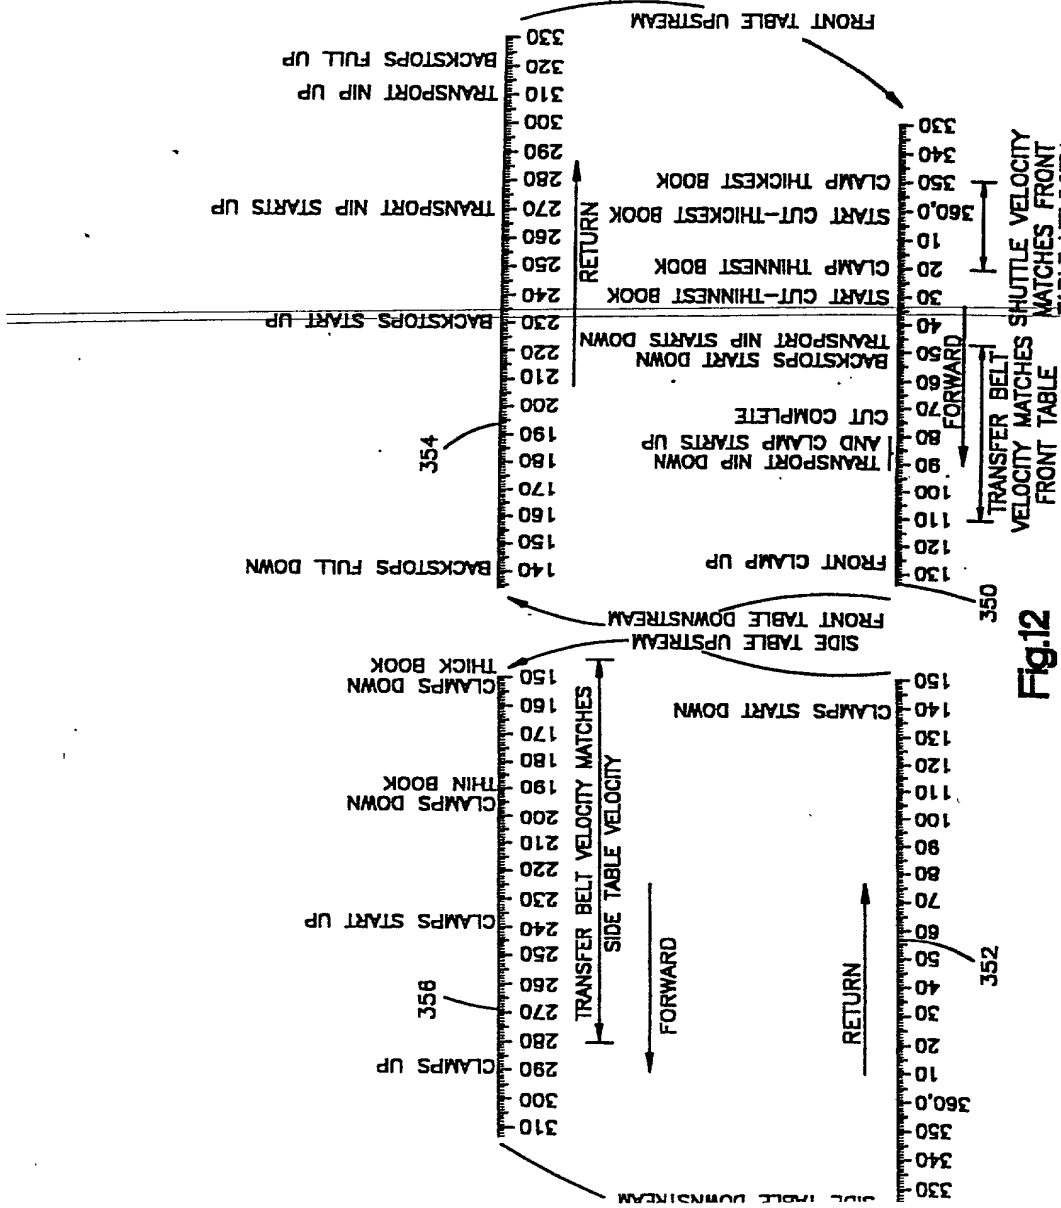 FRONT TABLE UPSTREAM
330
320
310
300
290
280
270
260
250
240
230
220
210
200
190
180
170
160
150
140
BACKSTOPS FULL UP
TRANSPORT NIP UP
TRANSPORT NIP STARTS UP
BACKSTOPS START UP
BACKSTOPS FULL DOWN
RETURN
354
330
340
350
360,0
10
20
30
40
50
60
70
80
90
100
110
120
130
CLAMP THICKEST BOOK
START CUT-THICKEST BOOK
CLAMP THINNEST BOOK
START CUT-THINNEST BOOK
TRANSPORT NIP STARTS DOWN
BACKSTOPS START DOWN
CUT COMPLETE
TRANSPORT NIP DOWN
AND CLAMP STARTS UP
FRONT CLAMP UP
FORWARD
SHUTTLE VELOCITY
MATCHES FRONT
TRANSFER BELT
VELOCITY MATCHES
FRONT TABLE
350
FRONT TABLE DOWNSTREAM
SIDE TABLE UPSTREAM
Fig.12
150
160
170
180
190
200
210
220
230
240
250
260
270
280
290
300
310
CLAMPS DOWN
THICK BOOK
CLAMPS DOWN
THIN BOOK
CLAMPS START UP
CLAMPS UP
TRANSFER BELT VELOCITY MATCHES
SIDE TABLE VELOCITY
FORWARD
356
150
140
130
120
110
100
90
80
70
60
50
40
30
20
10
360,0
350
340
330
CLAMPS START DOWN
RETURN
352
SIDE TABLE DOWNSTREAM